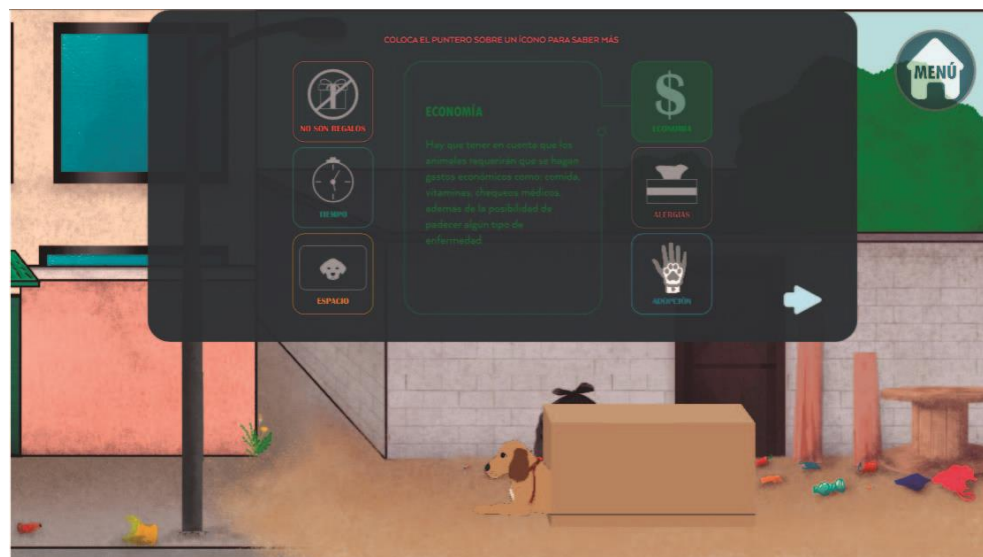 COLOCA EL PUNTERO SOBRE UN ÍCONO PARA SABER MÁS
MENÚ
NO SON REGALOS
TIEMPO
ESPACIO
ECONOMÍA
Hay que tener en cuenta que los
animales requerirán que se hagan
gastos económicos como: comida,
vitaminas, chequeos médicos,
ademas de la posibilidad de
padecer algún tipo de
enfermedad
ECONOMÍA
ALERGIAS
ADOPCIÓN